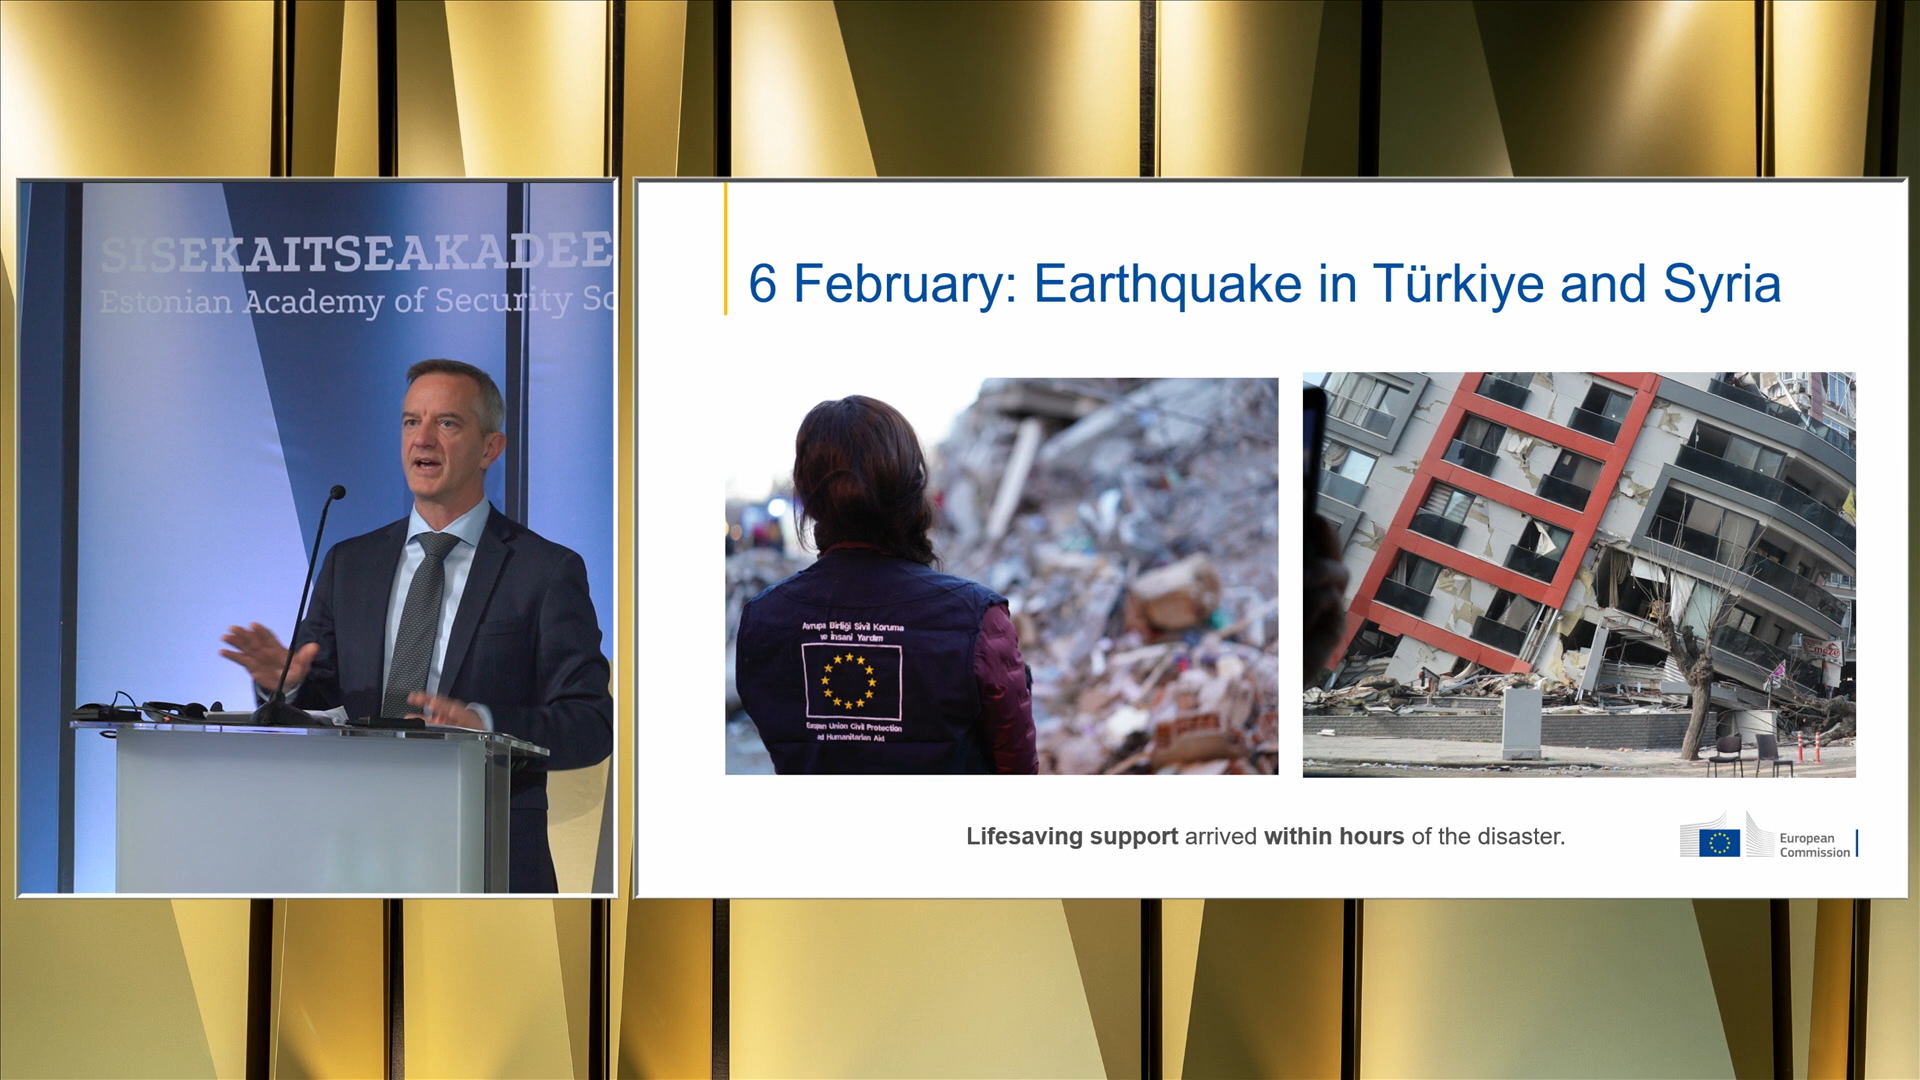 SISEKAITSEAKADEE
Estonian Academy of Security Sc
6 February: Earthquake in Türkiye and Syria
Avrupa Birliği Sivil Koruma
ve İnsani Yardım
European Union Civil Protection
nd Humanitarian Aid
Lifesaving support arrived within hours of the disaster.
European
Commission